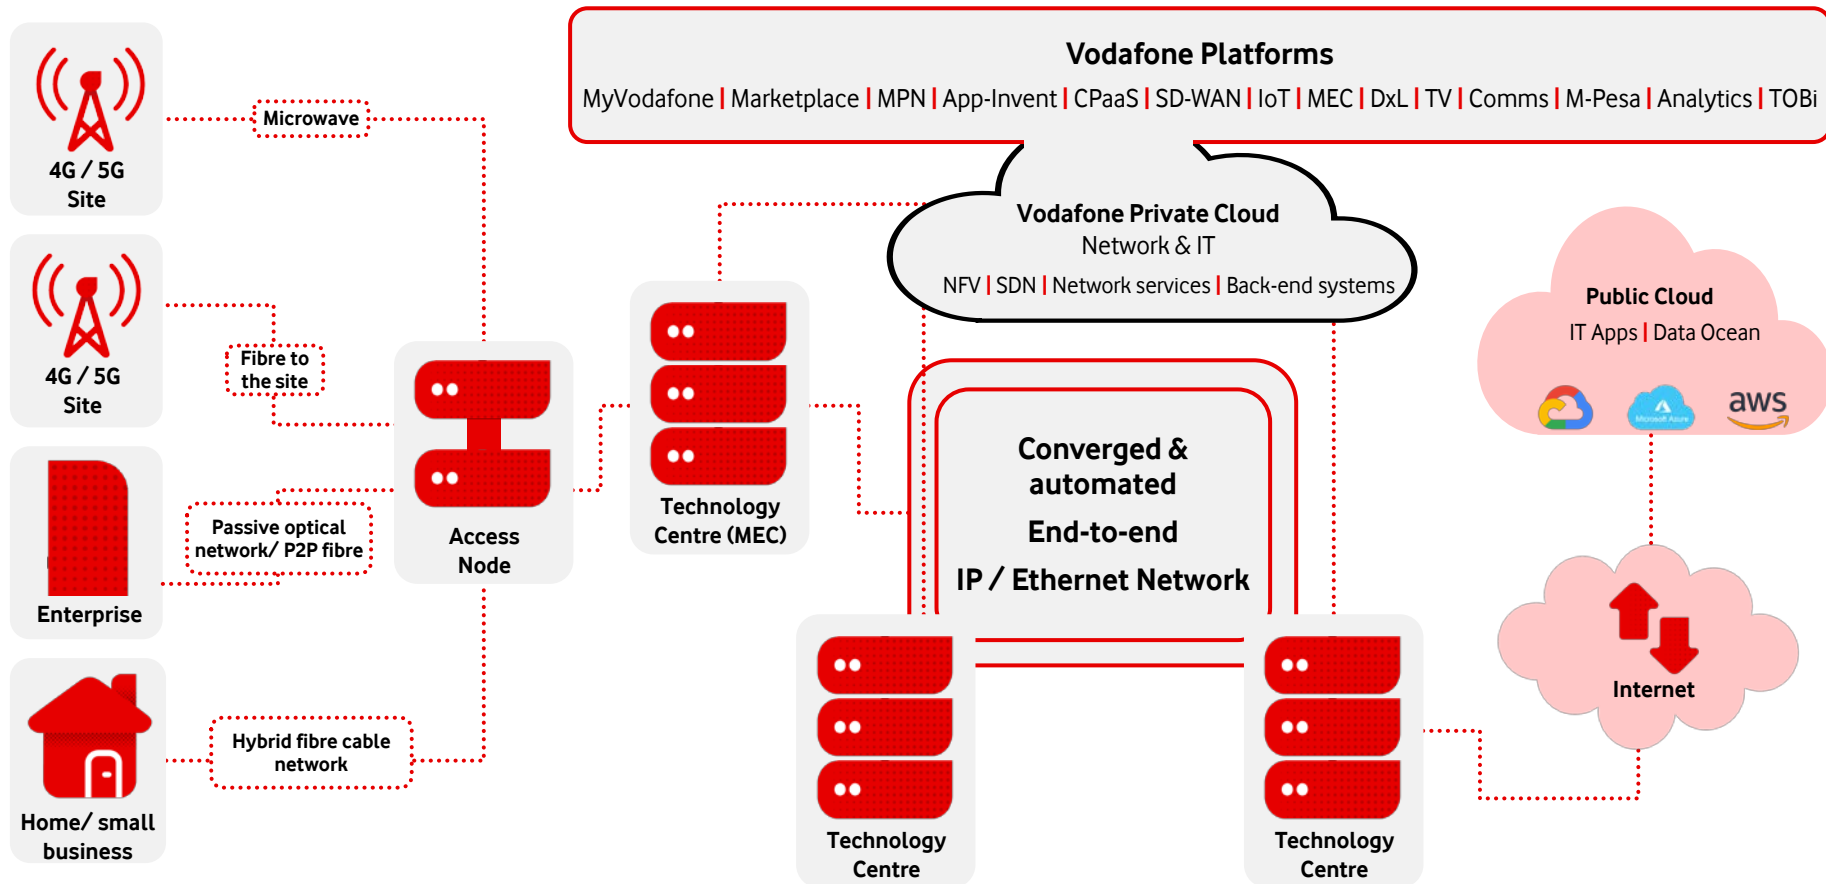 Vodafone Platforms
MyVodafone | Marketplace | MPN | App-Invent | CPaaS | SD-WAN | IoT | MEC | DxL | TV | Comms | M-Pesa | Analytics | TOBi
4G / 5G
Site
Microwave
4G / 5G
Site
Fibre to
the site
Enterprise
Passive optical
network/ P2P fibre
Home/ small
business
Hybrid fibre cable
network
Access
Node
Technology
Centre (MEC)
Vodafone Private Cloud
Network & IT
NFV | SDN | Network services | Back-end systems
Converged &
automated
End-to-end
IP / Ethernet Network
Technology
Centre
Technology
Centre
Public Cloud
IT Apps | Data Ocean
Microsoft Azure
aws
Internet